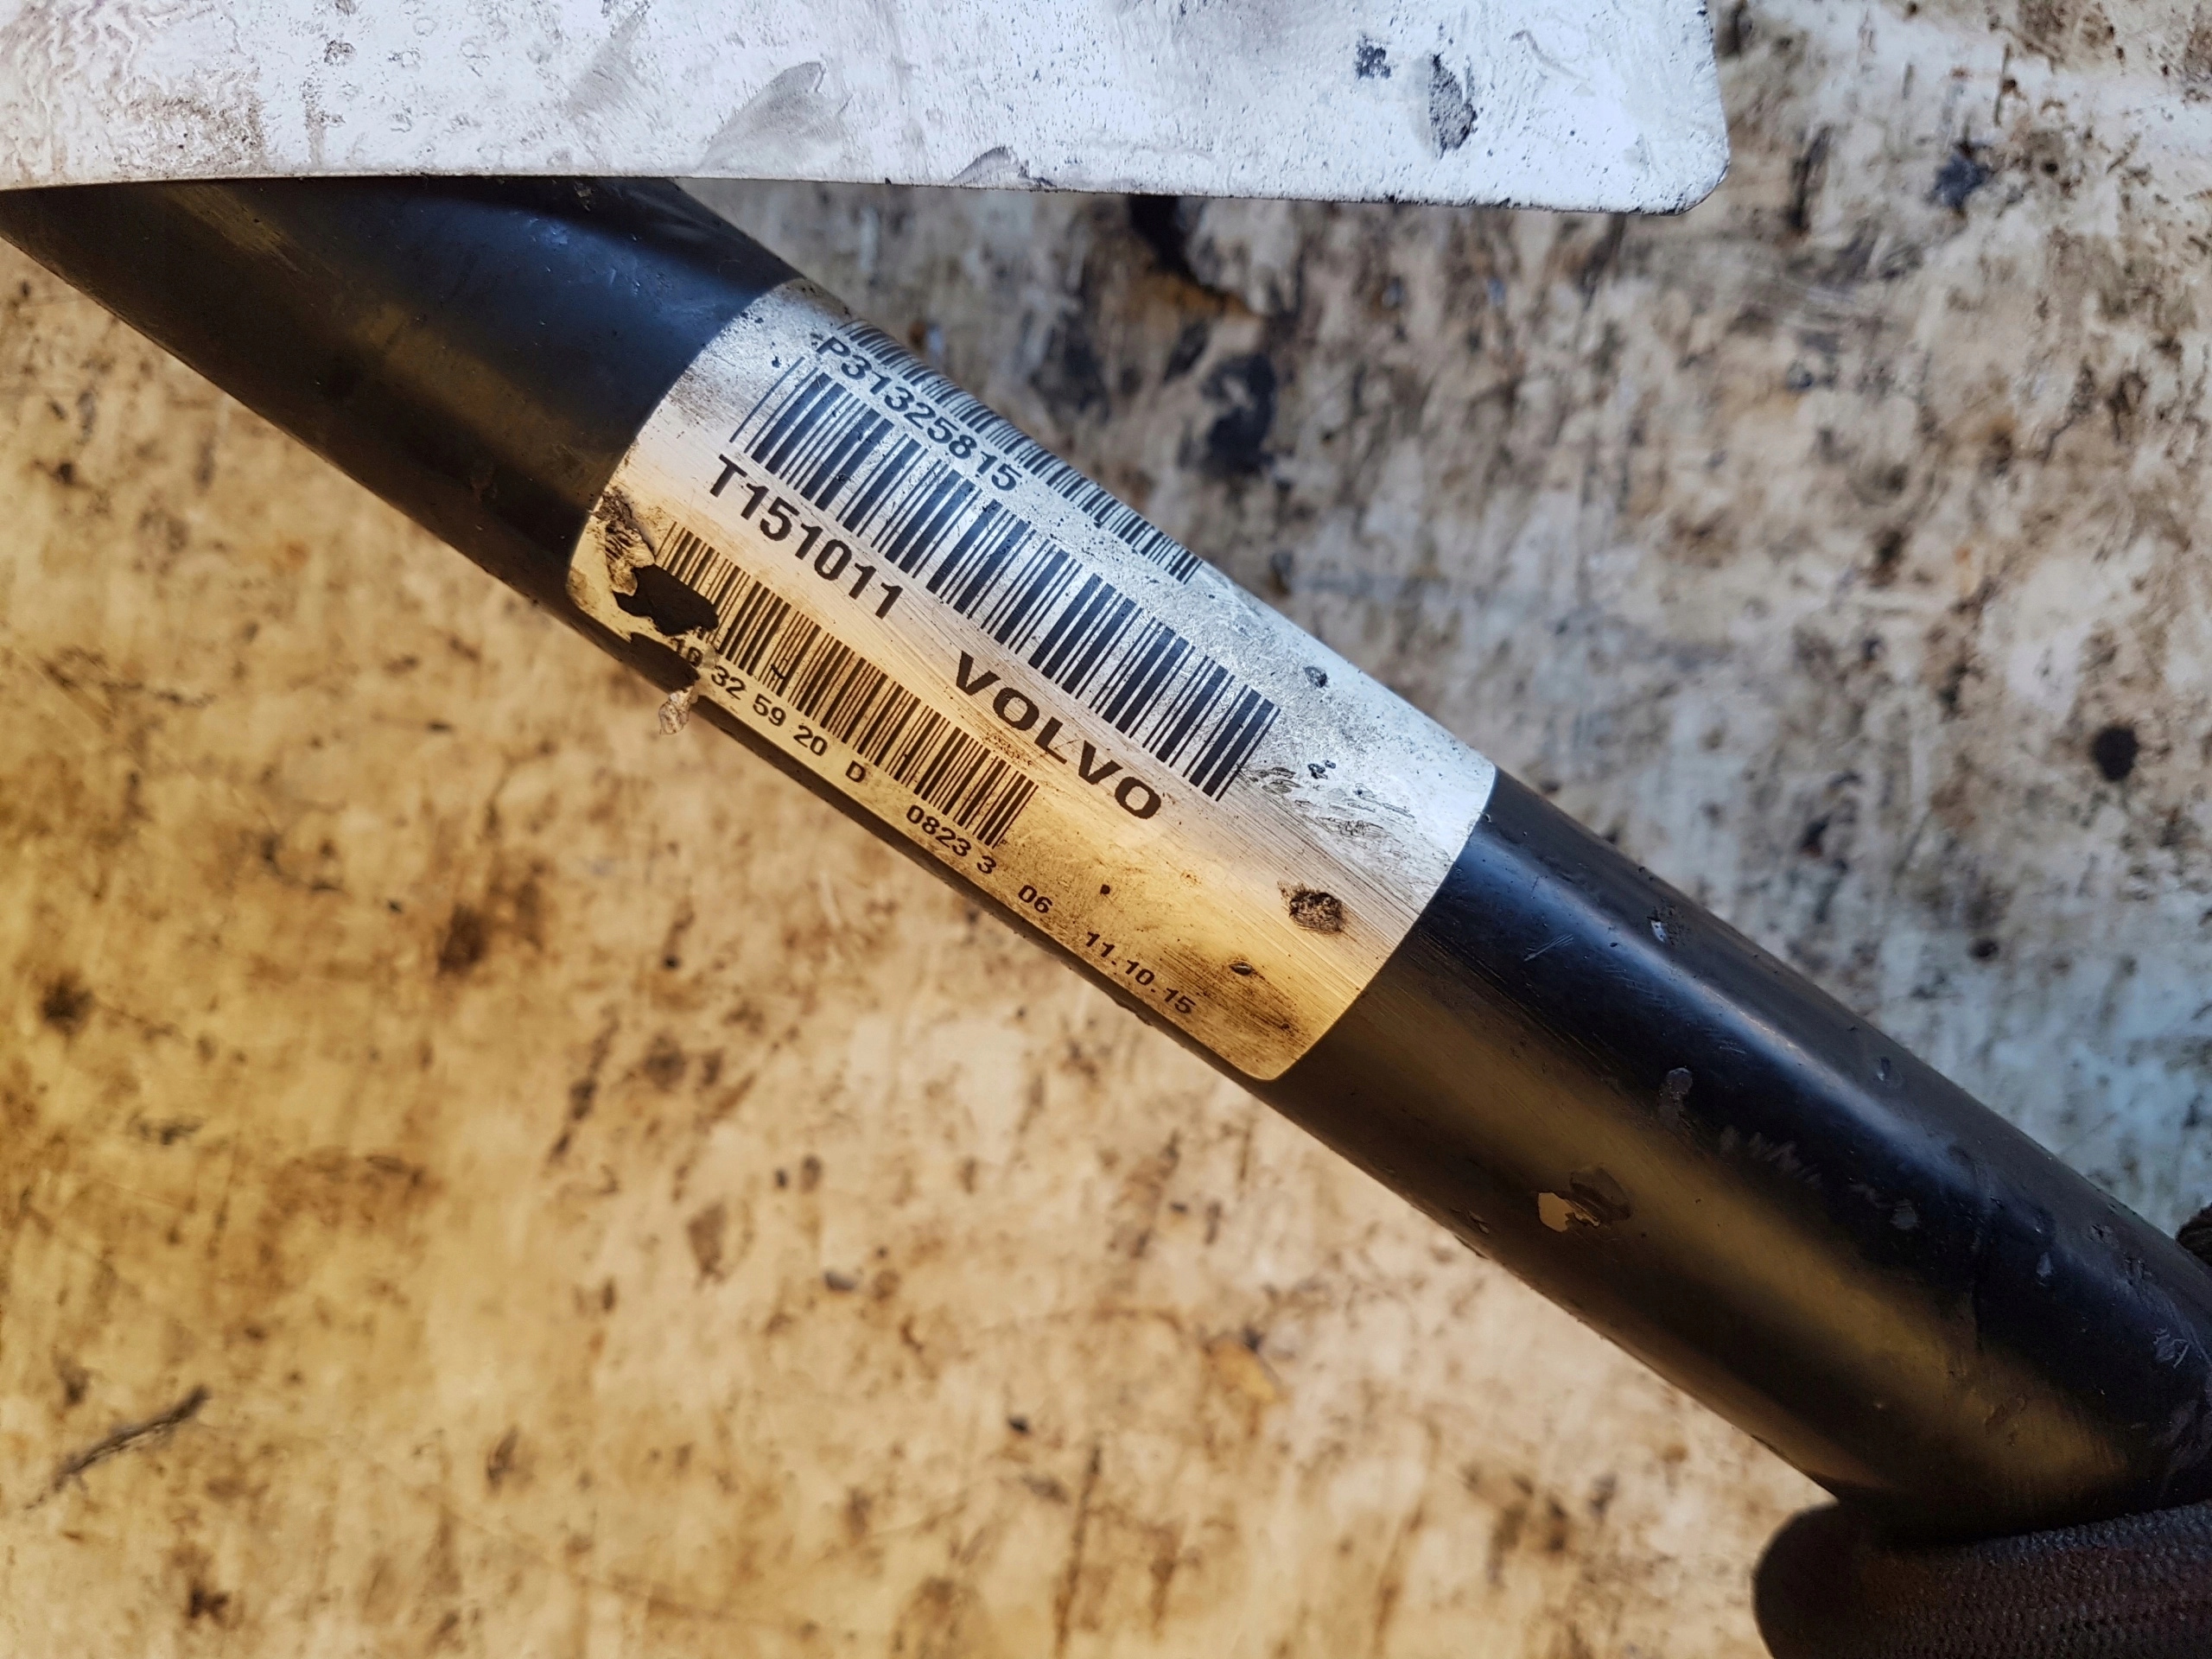 P31325815
T151011
VOLVO
32 59 20 D 0823 3 06 11.10.15